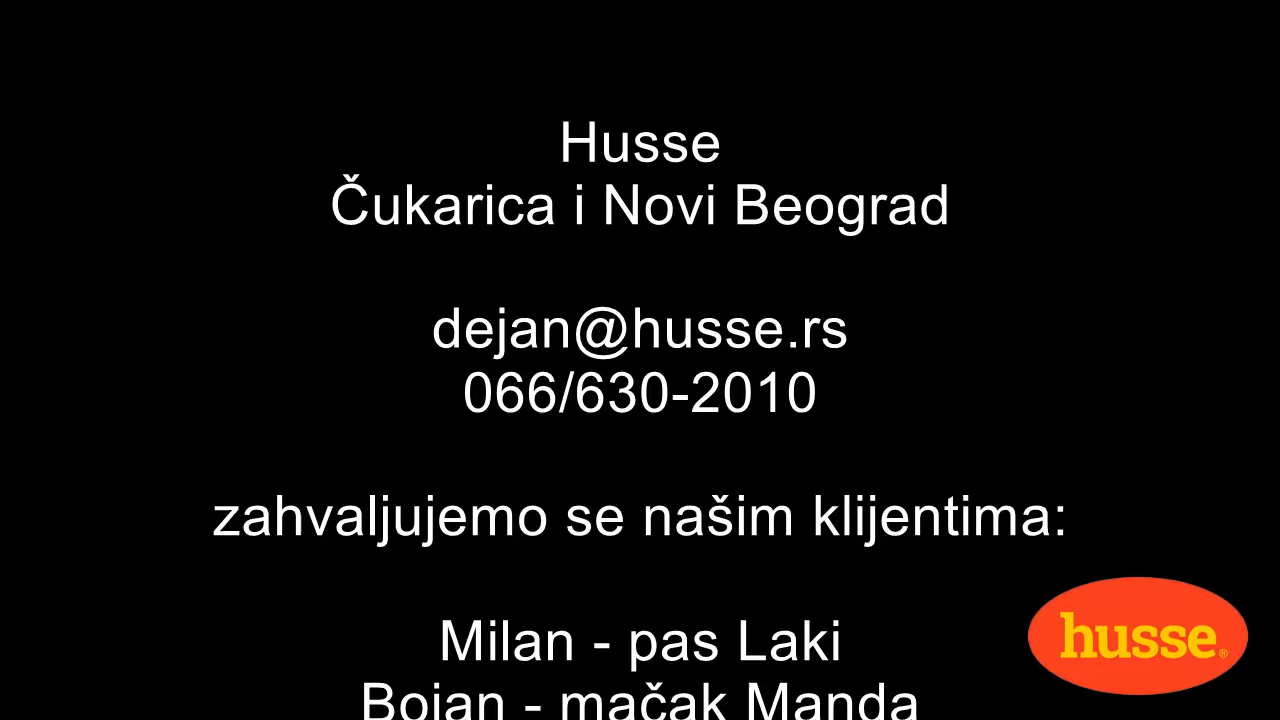 Husse
Čukarica i Novi Beograd
dejan@husse.rs
066/630-2010
zahvaljujemo se našim klijentima:
Milan - pas Laki
Bojan - mačak Manda
husse®